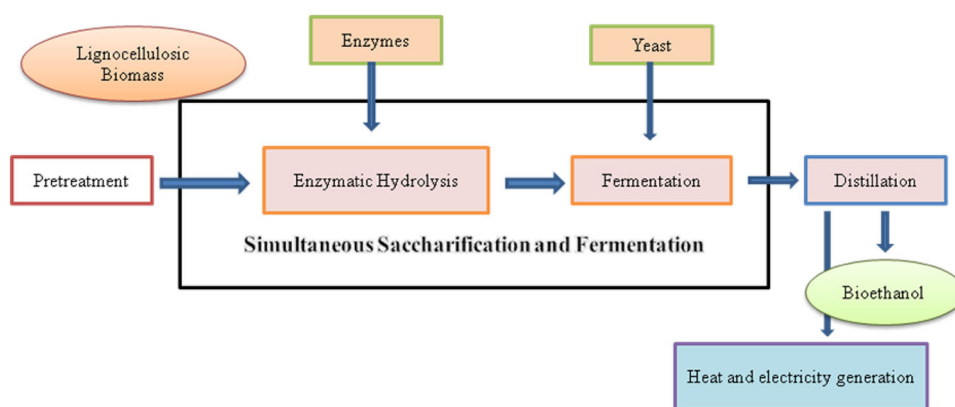 Lignocellulosic
Biomass
Enzymes
Yeast
Pretreatment
Enzymatic Hydrolysis
Fermentation
Distillation
Simultaneous Saccharification and Fermentation
Bioethanol
Heat and electricity generation